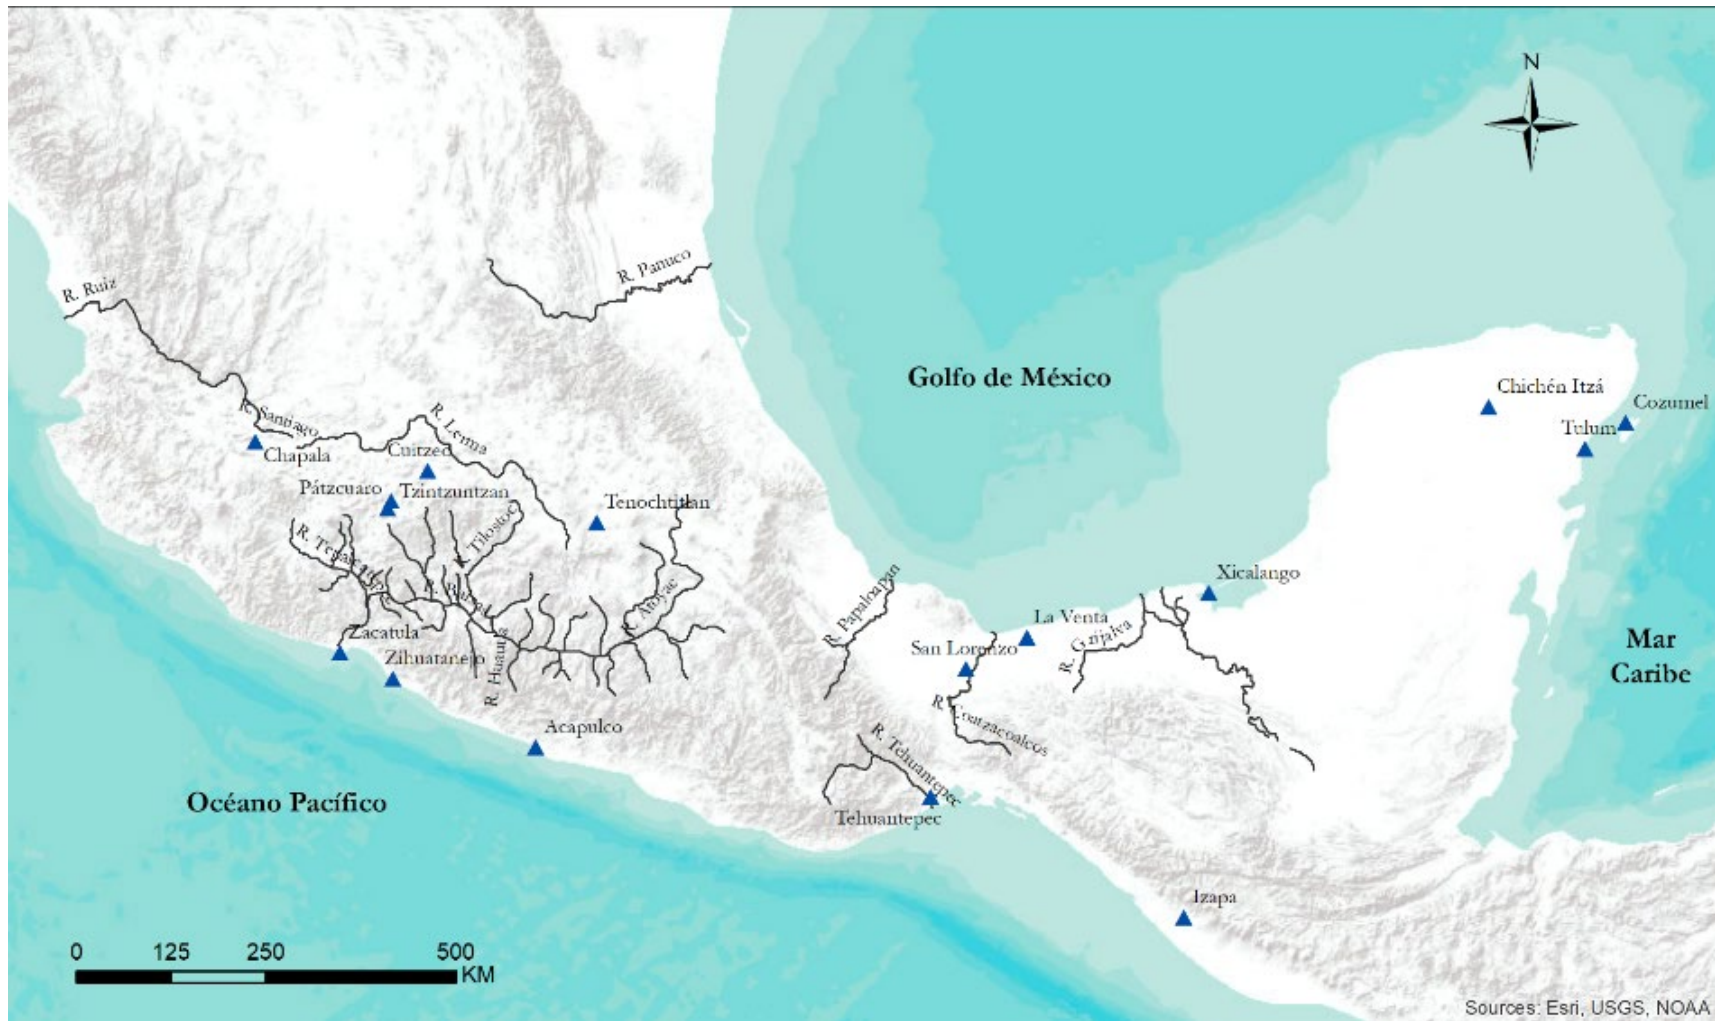 N
R. Panuco
R. Ruiz
Golfo de México
Chichén Itzá
Cozumel
Tulum
R. Santiago
R. Lerma
Chapala
Cuitzeo
Pátzcuaro
Tzintzuntzan
Tenochtitlan
R. Tilostoc
R. Atoyac
R. Papaloapan
Xicalango
La Venta
San Lorenzo
R. Grijalva
Mar
Caribe
Zacatula
Zihuatanejo
R. Coatzacoalcos
Acapulco
R. Tehuantepec
Tehuantepec
Océano Pacífico
Izapa
0 125 250 500
KM
Sources: Esri, USGS, NOAA